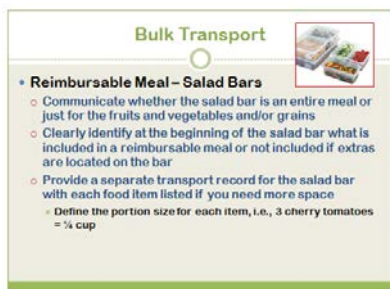 Bulk Transport
Reimbursable Meal – Salad Bars
Communicate whether the salad bar is an entire meal or
just for the fruits and vegetables and/or grains
Clearly identify at the beginning of the salad bar what is
included in a reimbursable meal or not included if extras
are located on the bar
Provide a separate transport record for the salad bar
with each food item listed if you need more space
Define the portion size for each item, i.e., 3 cherry tomatoes
= ¼ cup